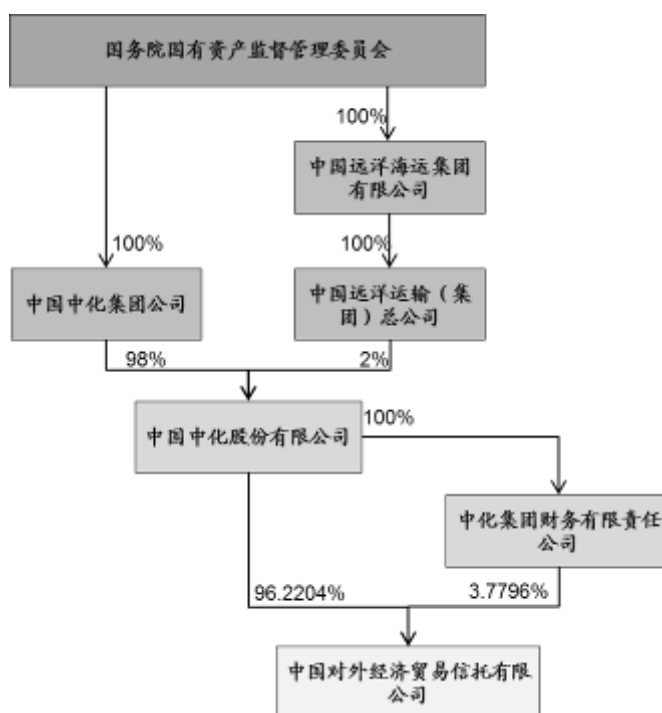 国务院国有资产监督管理委员会
100%
中国远洋海运集团
有限公司
100%
100%
中国中化集团公司
中国远洋运输（集
团）总公司
98%
2%
中国中化股份有限公司
100%
中化集团财务有限责任
公司
96.2204%
3.7796%
中国对外经济贸易信托有限
公司